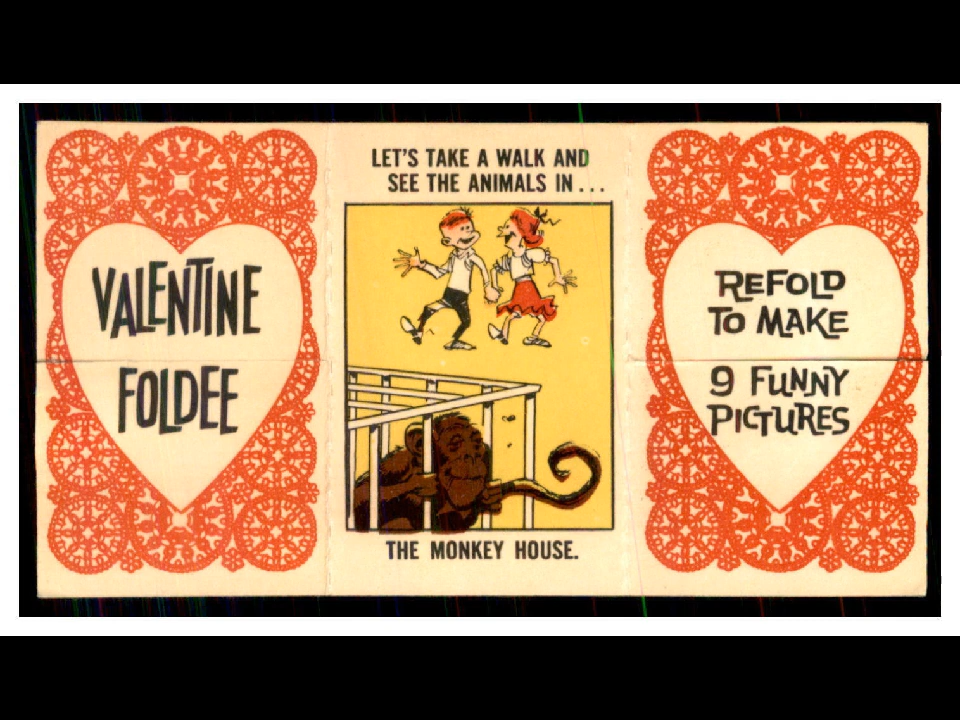 VALENTINE
FOLDEE
LET'S TAKE A WALK AND
SEE THE ANIMALS IN...
THE MONKEY HOUSE.
REFOLD
TO MAKE
9 FUNNY
PICTURES